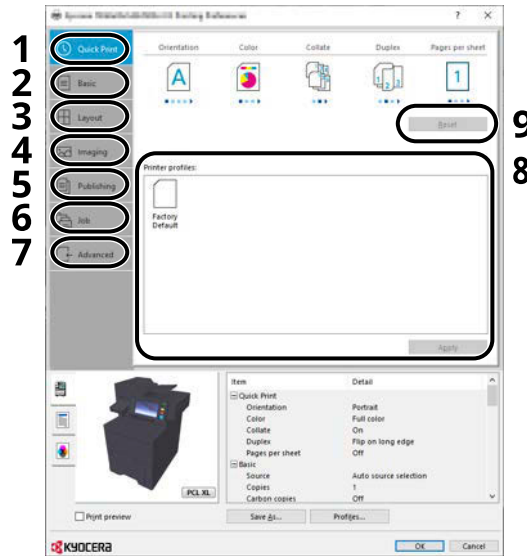 ? ×
1 Quick Print
2 Basic
3 Layout
4 Imaging
5 Publishing
6 Job
7 Advanced
Orientation Color Collate Duplex Pages per sheet
A 1 2 3 1
Reset 9
8
Printer profiles:
Factory
Default
Apply
Item Detail
Quick Print
Orientation Portrait
Color Full color
Collate On
Duplex Flip on long edge
Pages per sheet Off
Basic
Source Auto source selection
Copies 1
Carbon copies Off
PCL XL
Print preview Save As... Profiles...
KYOCERA OK Cancel